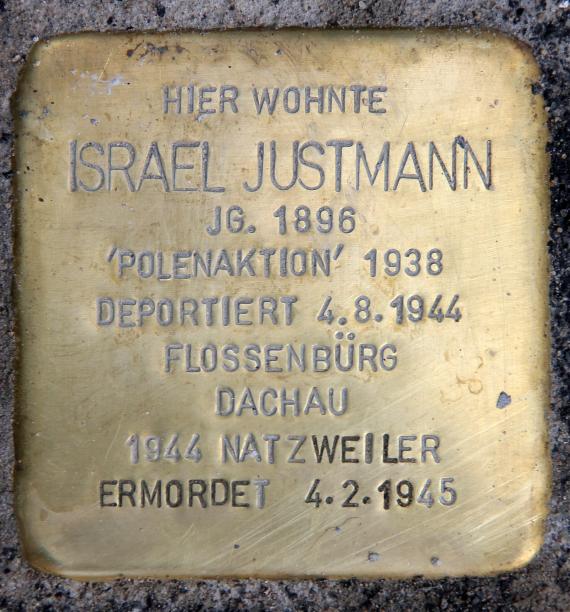 HIER WOHNTE
ISRAEL JUSTMANN
JG. 1896
'POLENAKTION' 1938
DEPORTIERT 4.8.1944
FLOSSENBÜRG
DACHAU
1944 NATZWEILER
ERMORDET 4.2.1945